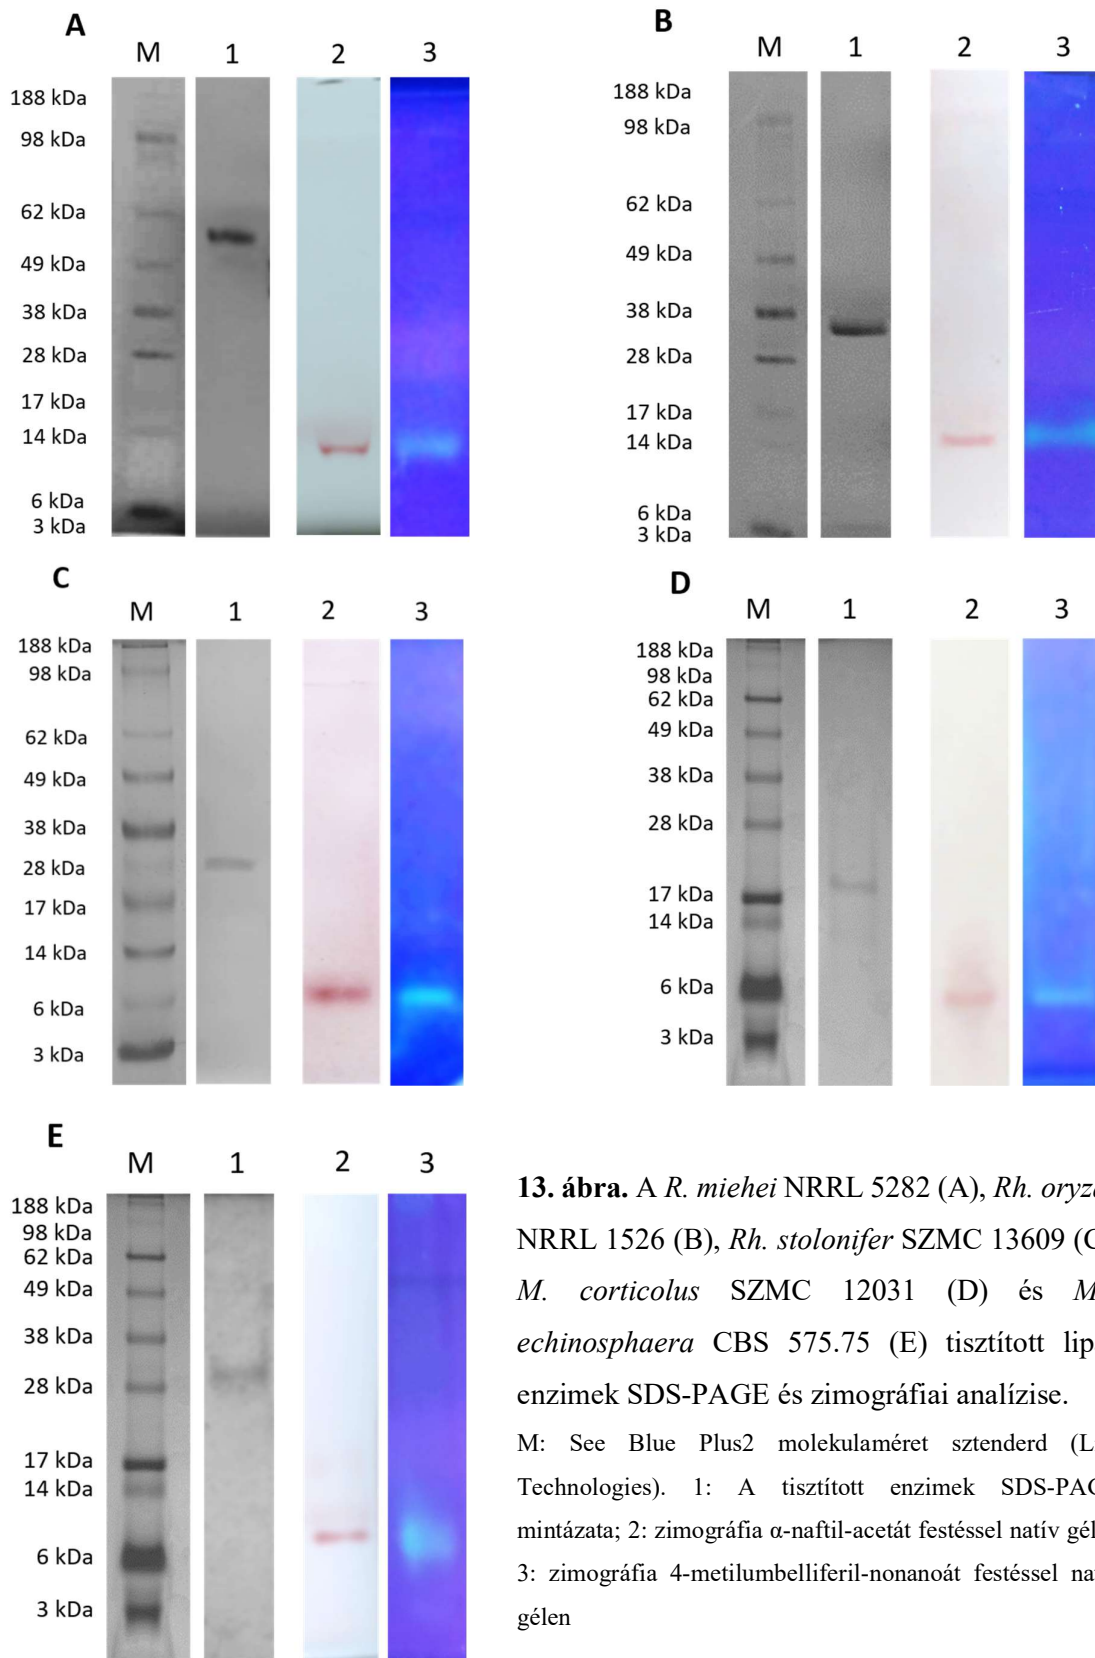 A
M 1 2 3
188 kDa
98 kDa
62 kDa
49 kDa
38 kDa
28 kDa
17 kDa
14 kDa
6 kDa
3 kDa
B
M 1 2 3
188 kDa
98 kDa
62 kDa
49 kDa
38 kDa
28 kDa
17 kDa
14 kDa
6 kDa
3 kDa
C
M 1 2 3
188 kDa
98 kDa
62 kDa
49 kDa
38 kDa
28 kDa
17 kDa
14 kDa
6 kDa
3 kDa
D
M 1 2 3
188 kDa
98 kDa
62 kDa
49 kDa
38 kDa
28 kDa
17 kDa
14 kDa
6 kDa
3 kDa
E
M 1 2 3
188 kDa
98 kDa
62 kDa
49 kDa
38 kDa
28 kDa
17 kDa
14 kDa
6 kDa
3 kDa
13. ábra. A R. miehei NRRL 5282 (A), Rh.
NRRL 1526 (B), Rh. stolonifer SZMC 13609
M. corticolus SZMC 12031 (D) és
echinosphaera CBS 575.75 (E) tisztított
enzimek SDS-PAGE és zimográfiai analízise.
M: See Blue Plus2 molekulaméret sztenderd
Technologies). 1: A tisztított enzimek
mintázata; 2: zimográfia α-naftil-acetát festéssel natív
3: zimográfia 4-metilumbelliferil-nonanoát festéssel
gélen